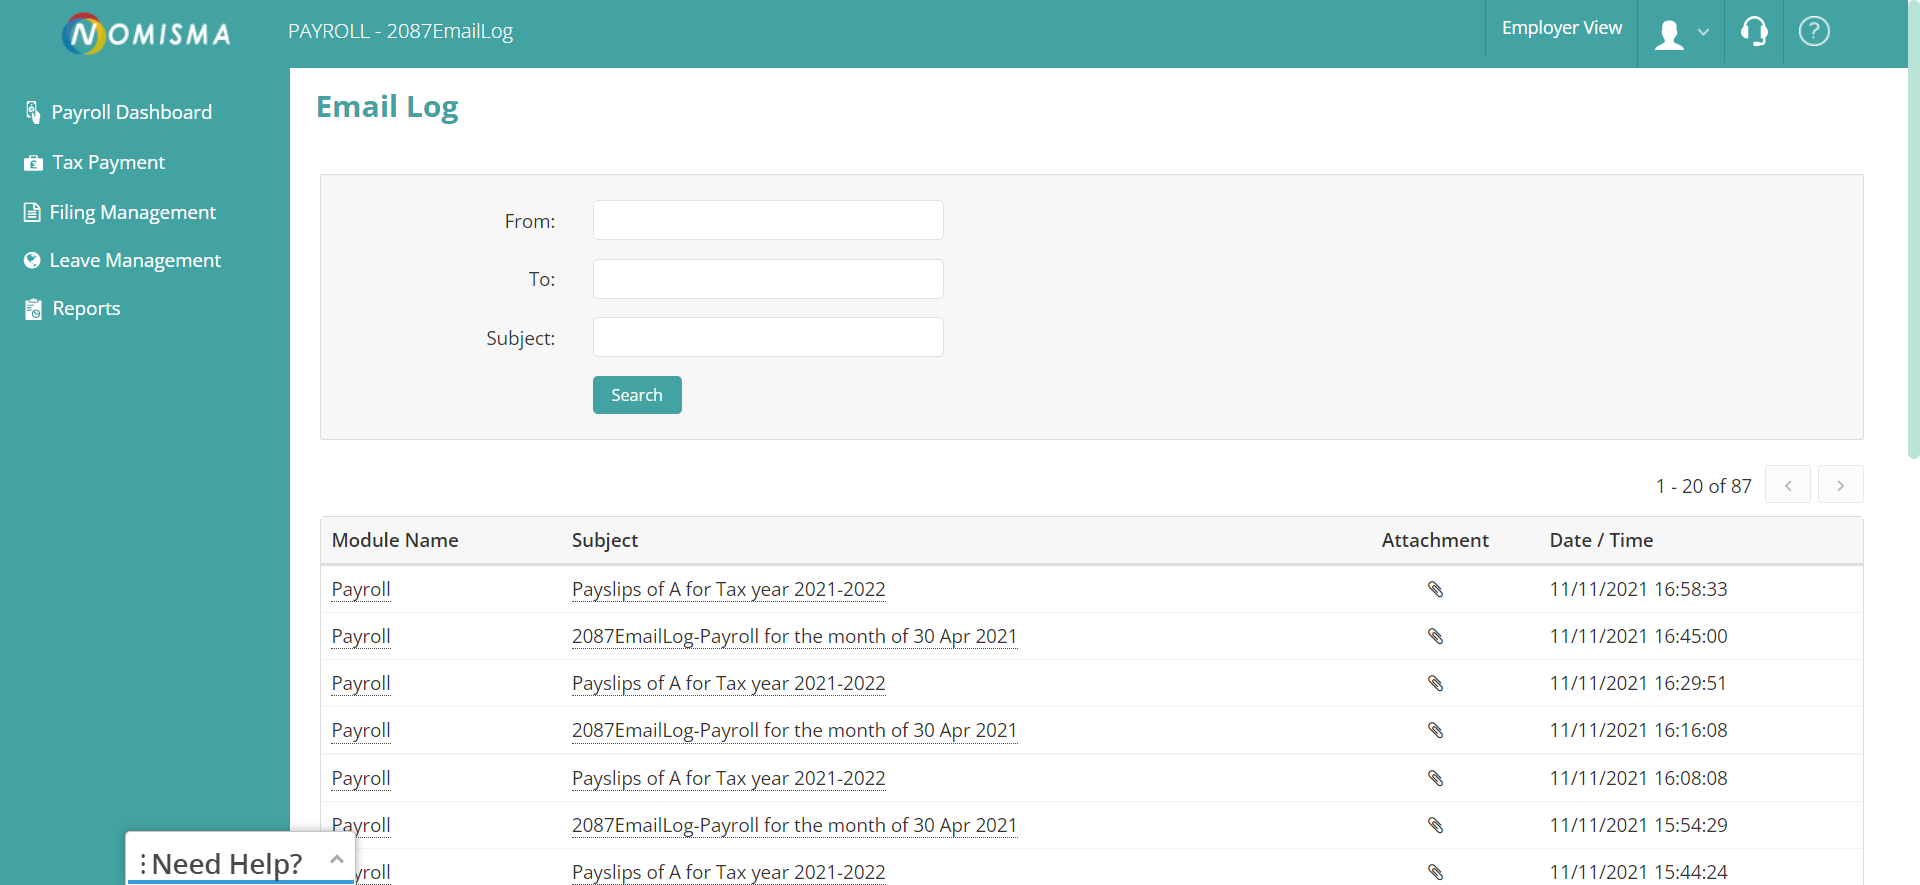 NOMISMA
PAYROLL - 2087EmailLog
Employer View
?
Payroll Dashboard
Tax Payment
Filing Management
Leave Management
Reports
Email Log
From:
To:
Subject:
Search
1 - 20 of 87
Module Name Subject Attachment Date / Time
Payroll Payslips of A for Tax year 2021-2022 11/11/2021 16:58:33
Payroll 2087EmailLog-Payroll for the month of 30 Apr 2021 11/11/2021 16:45:00
Payroll Payslips of A for Tax year 2021-2022 11/11/2021 16:29:51
Payroll 2087EmailLog-Payroll for the month of 30 Apr 2021 11/11/2021 16:16:08
Payroll Payslips of A for Tax year 2021-2022 11/11/2021 16:08:08
Payroll 2087EmailLog-Payroll for the month of 30 Apr 2021 11/11/2021 15:54:29
yroll Payslips of A for Tax year 2021-2022 11/11/2021 15:44:24
Need Help?